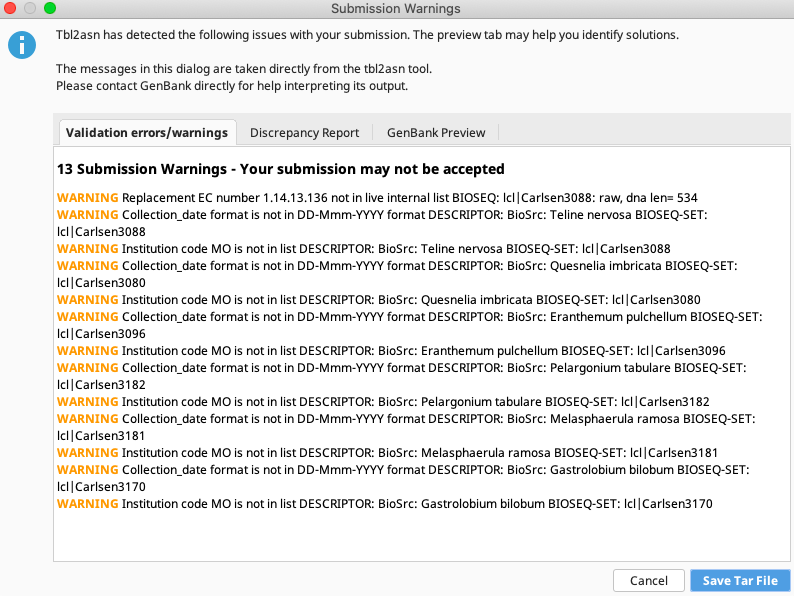 Submission Warnings
Tbl2asn has detected the following issues with your submission. The preview tab may help you identify solutions.
The messages in this dialog are taken directly from the tbl2asn tool.
Please contact GenBank directly for help interpreting its output.
Validation errors/warnings Discrepancy Report GenBank Preview
13 Submission Warnings - Your submission may not be accepted
WARNING Replacement EC number 1.14.13.136 not in live internal list BIOSEQ: lcl|Carlsen3088: raw, dna len= 534
WARNING Collection_date format is not in DD-Mmm-YYYY format DESCRIPTOR: BioSrc: Teline nervosa BIOSEQ-SET:
lcl|Carlsen3088
WARNING Institution code MO is not in list DESCRIPTOR: BioSrc: Teline nervosa BIOSEQ-SET: lcl|Carlsen3088
WARNING Collection_date format is not in DD-Mmm-YYYY format DESCRIPTOR: BioSrc: Quesnelia imbricata BIOSEQ-SET:
lcl|Carlsen3080
WARNING Institution code MO is not in list DESCRIPTOR: BioSrc: Quesnelia imbricata BIOSEQ-SET: lcl|Carlsen3080
WARNING Collection_date format is not in DD-Mmm-YYYY format DESCRIPTOR: BioSrc: Eranthemum pulchellum BIOSEQ-SET:
lcl|Carlsen3096
WARNING Institution code MO is not in list DESCRIPTOR: BioSrc: Eranthemum pulchellum BIOSEQ-SET: lcl|Carlsen3096
WARNING Collection_date format is not in DD-Mmm-YYYY format DESCRIPTOR: BioSrc: Pelargonium tabulare BIOSEQ-SET:
lcl|Carlsen3182
WARNING Institution code MO is not in list DESCRIPTOR: BioSrc: Pelargonium tabulare BIOSEQ-SET: lcl|Carlsen3182
WARNING Collection_date format is not in DD-Mmm-YYYY format DESCRIPTOR: BioSrc: Melasphaerula ramosa BIOSEQ-SET:
lcl|Carlsen3181
WARNING Institution code MO is not in list DESCRIPTOR: BioSrc: Melasphaerula ramosa BIOSEQ-SET: lcl|Carlsen3181
WARNING Collection_date format is not in DD-Mmm-YYYY format DESCRIPTOR: BioSrc: Gastrolobium bilobum BIOSEQ-SET:
lcl|Carlsen3170
WARNING Institution code MO is not in list DESCRIPTOR: BioSrc: Gastrolobium bilobum BIOSEQ-SET: lcl|Carlsen3170
Cancel Save Tar File